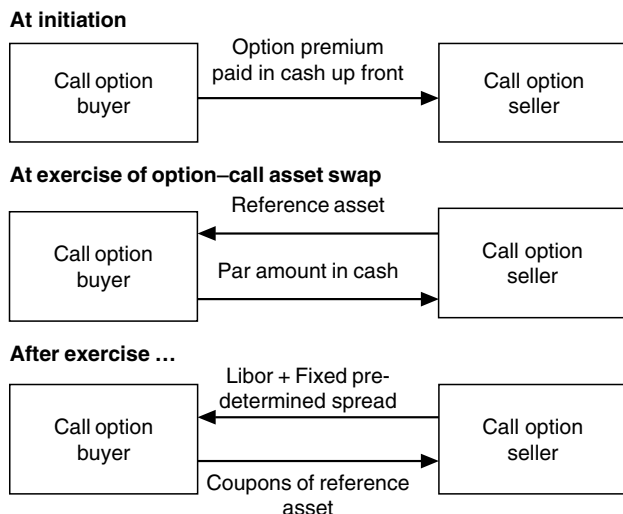 At initiation
Call option
buyer
Option premium
paid in cash up front
Call option
seller
At exercise of option–call asset swap
Call option
buyer
Reference asset
Par amount in cash
Call option
seller
After exercise ...
Call option
buyer
Libor + Fixed pre-
determined spread
Coupons of reference
asset
Call option
seller